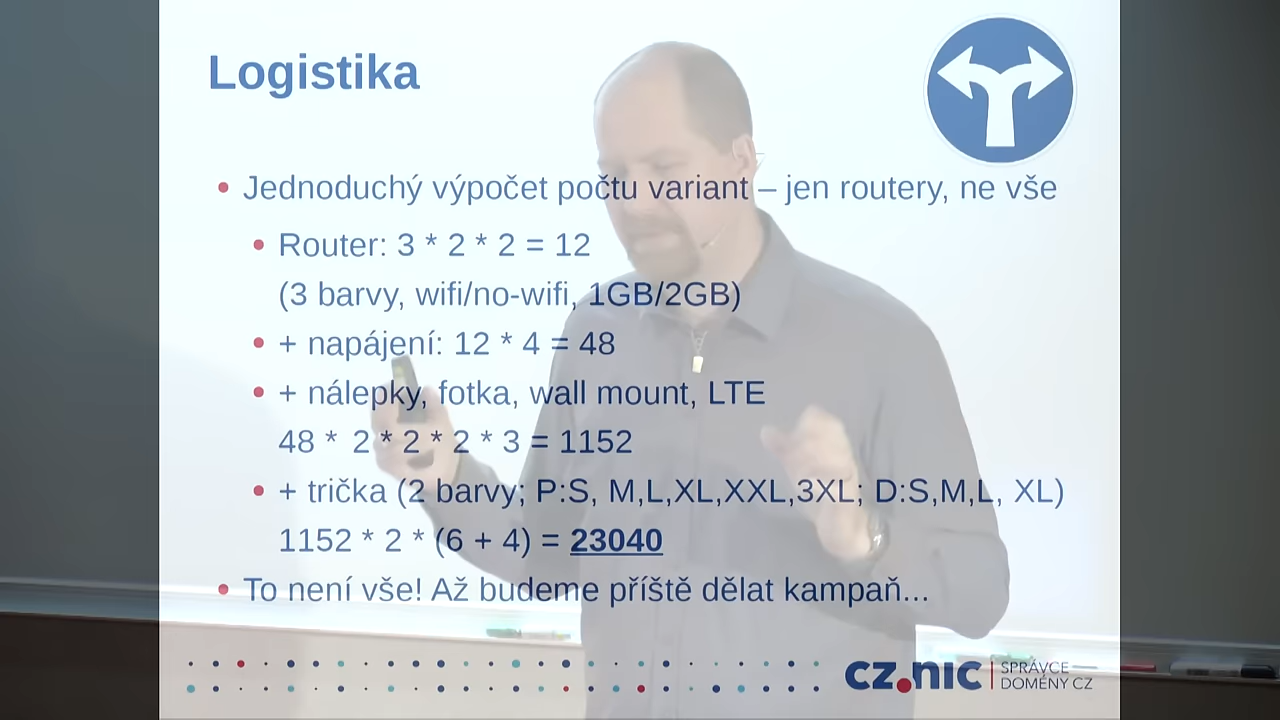 Logistika
Jednoduchý výpočet počtu variant – jen routery, ne vše
Router: 3 * 2 * 2 = 12
(3 barvy, wifi/no-wifi, 1GB/2GB)
+ napájení: 12 * 4 = 48
+ nálepky, fotka, wall mount, LTE
48 * 2 * 2 * 2 * 3 = 1152
+ trička (2 barvy; P:S, M,L,XL,XXL,3XL; D:S,M,L, XL)
1152 * 2 * (6 + 4) = 23040
To není vše! Až budeme příště dělat kampaň...
CZ.NIC
SPRÁVCE
DOMÉNY CZ